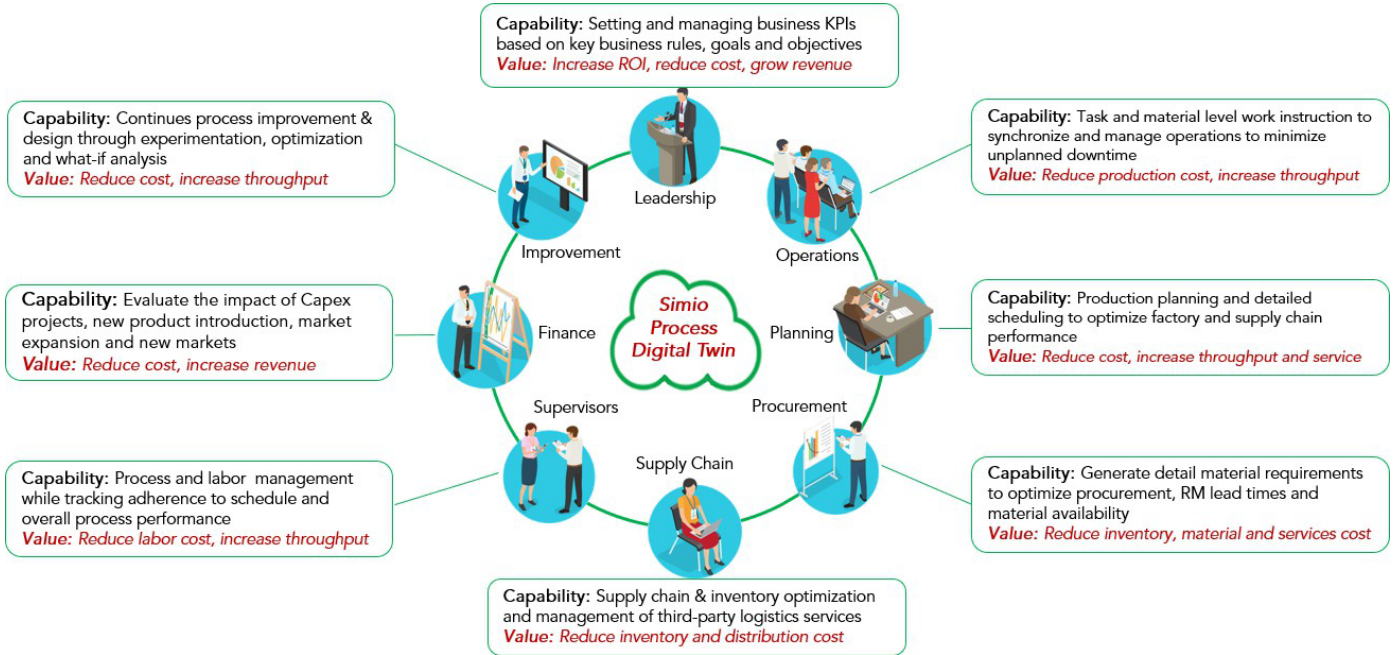 Capability: Setting and managing business KPIs
based on key business rules, goals and objectives
Value: Increase ROI, reduce cost, grow revenue
Capability: Continues process improvement &
design through experimentation, optimization
and what-if analysis
Value: Reduce cost, increase throughput
Capability: Task and material level work instruction to
synchronize and manage operations to minimize
unplanned downtime
Value: Reduce production cost, increase throughput
Leadership
Improvement
Operations
Capability: Evaluate the impact of Capex
projects, new product introduction, market
expansion and new markets
Value: Reduce cost, increase revenue
Finance
Simio
Process
Digital Twin
Planning
Capability: Production planning and detailed
scheduling to optimize factory and supply chain
performance
Value: Reduce cost, increase throughput and service
Supervisors
Procurement
Supply Chain
Capability: Process and labor management
while tracking adherence to schedule and
overall process performance
Value: Reduce labor cost, increase throughput
Capability: Generate detail material requirements
to optimize procurement, RM lead times and
material availability
Value: Reduce inventory, material and services cost
Capability: Supply chain & inventory optimization
and management of third-party logistics services
Value: Reduce inventory and distribution cost